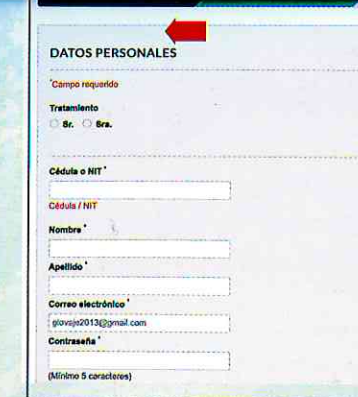 DATOS PERSONALES
*Campo requerido
Tratamiento
Sr. Sra.
Cédula o NIT *
Cédula / NIT
Nombre *
Apellido *
Correo electrónico *
giovaje2013@gmail.com
Contraseña *
(Mínimo 5 caracteres)